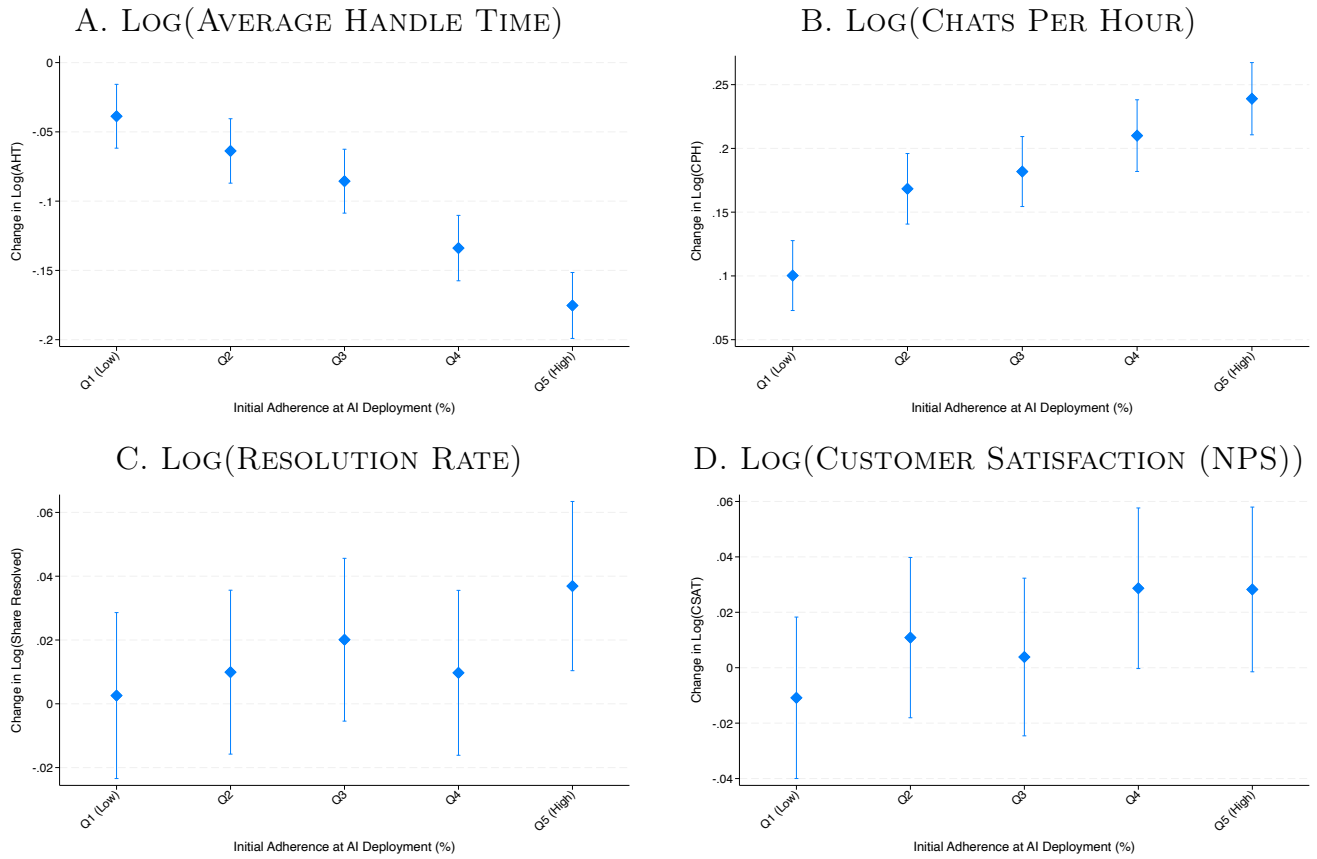 A. Log(Average Handle Time)
Change in Log(AHT)
0
-.05
-.1
-.15
-.2
Q1 (Low)
Q2
Q3
Q4
Q5 (High)
Initial Adherence at AI Deployment (%)
B. Log(Chats Per Hour)
Change in Log(CPH)
.25
.2
.15
.1
.05
Q1 (Low)
Q2
Q3
Q4
Q5 (High)
Initial Adherence at AI Deployment (%)
C. Log(Resolution Rate)
Change in Log(Share Resolved)
.06
.04
.02
0
-.02
Q1 (Low)
Q2
Q3
Q4
Q5 (High)
Initial Adherence at AI Deployment (%)
D. Log(Customer Satisfaction (NPS))
Change in Log(CSAT)
.06
.04
.02
0
-.02
-.04
Q1 (Low)
Q2
Q3
Q4
Q5 (High)
Initial Adherence at AI Deployment (%)